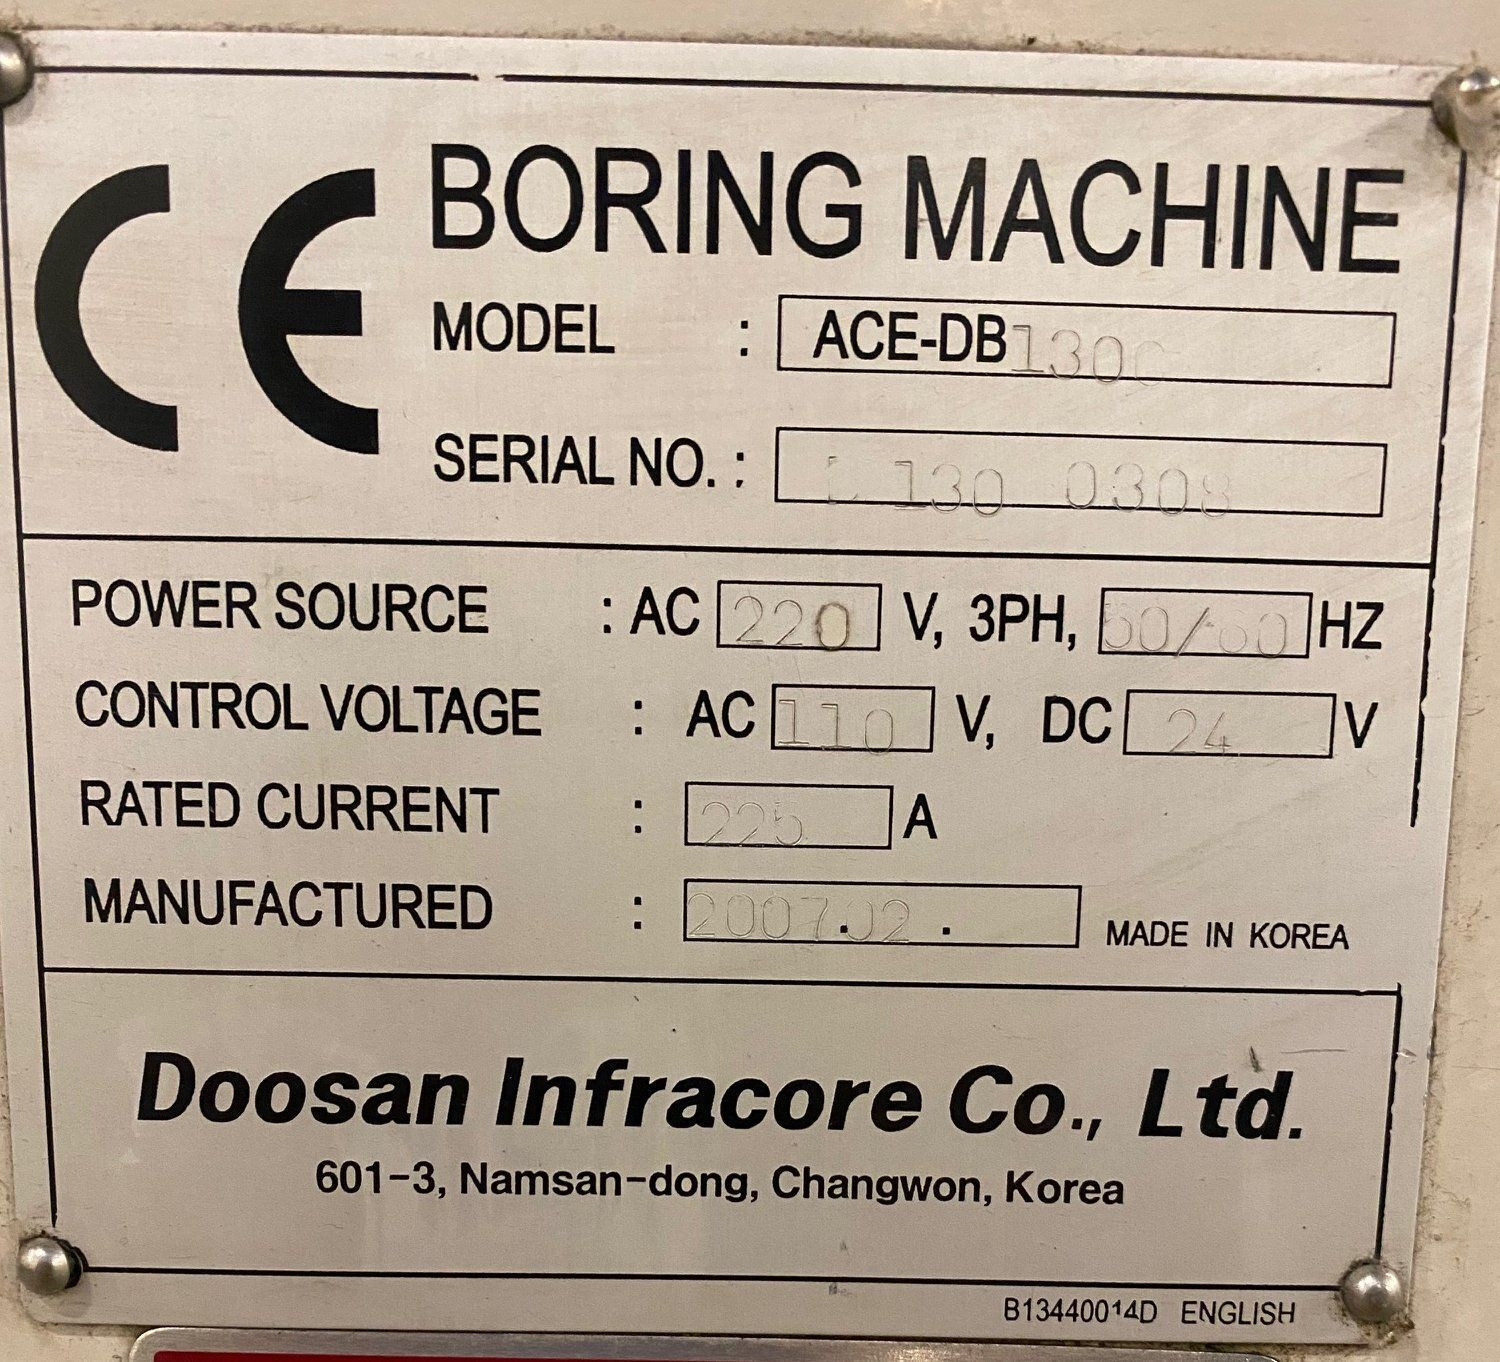 CE BORING MACHINE
MODEL : ACE-DB130C
SERIAL NO. : 130 0308
POWER SOURCE : AC 220 V, 3PH, 50/60 HZ
CONTROL VOLTAGE : AC 110 V, DC 24 V
RATED CURRENT : 225 A
MANUFACTURED : 2007.02 . MADE IN KOREA
Doosan Infracore Co., Ltd.
601-3, Namsan-dong, Changwon, Korea
B13440014D ENGLISH